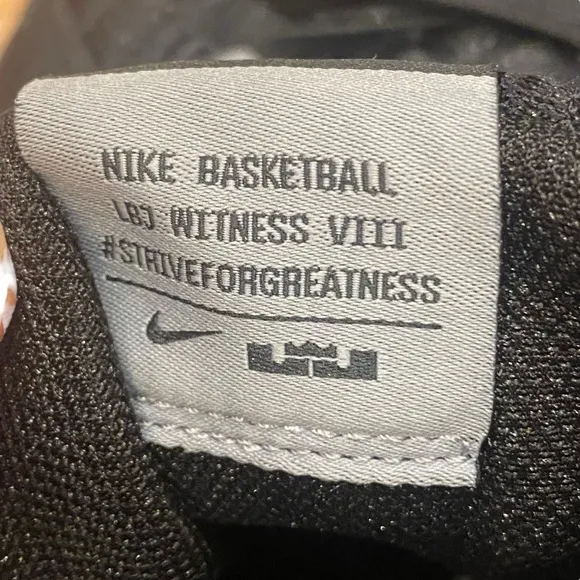 NIKE BASKETBALL
LBJ WITNESS VIII
#STRIVEFORGREATNESS